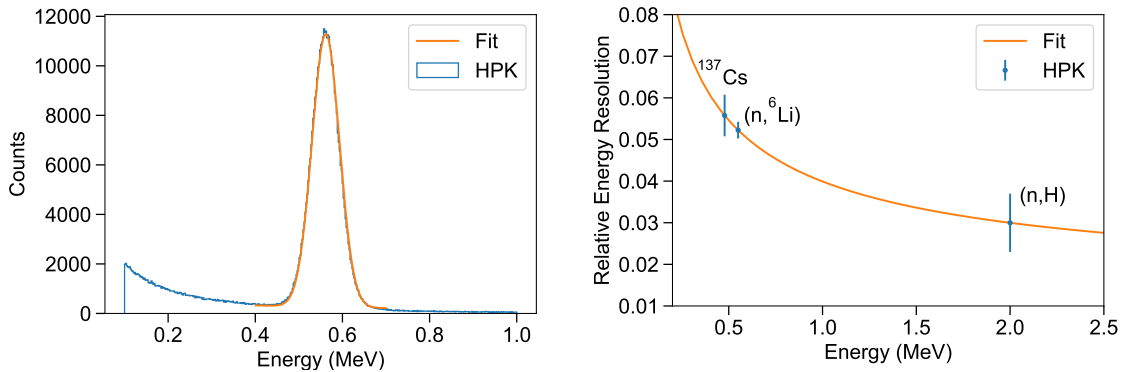 12000
10000
8000
6000
4000
2000
0
Counts
0.2 0.4 0.6 0.8 1.0
Energy (MeV)
Fit
HPK
0.08
0.07
0.06
0.05
0.04
0.03
0.02
0.01
Relative Energy Resolution
0.5 1.0 1.5 2.0 2.5
Energy (MeV)
Fit
HPK
¹³⁷Cs
(n,⁶Li)
(n,H)